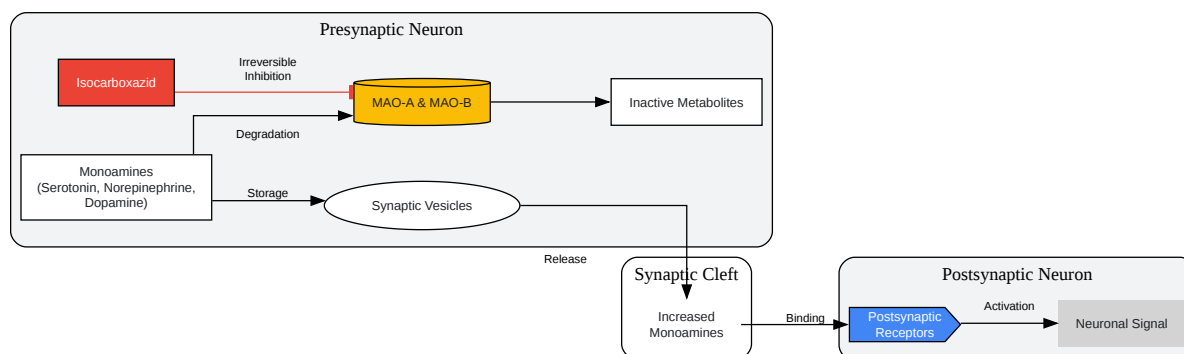 Presynaptic Neuron
Irreversible
Inhibition
Isocarboxazid
MAO-A & MAO-B
Inactive Metabolites
Degradation
Monoamines
(Serotonin, Norepinephrine,
Dopamine)
Storage
Synaptic Vesicles
Release
Synaptic Cleft
Increased
Monoamines
Binding
Postsynaptic Neuron
Postsynaptic
Receptors
Activation
Neuronal Signal